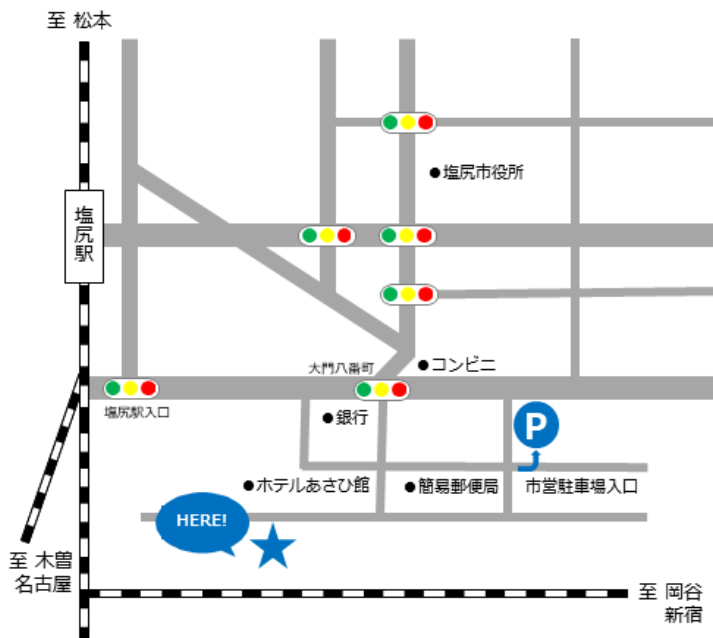 至 松本
塩尻市役所
塩尻駅
大門八番町
コンビニ
塩尻駅入口
銀行
P
ホテルあさひ館
簡易郵便局
市営駐車場入口
HERE!
至 木曽
名古屋
至 岡谷
新宿